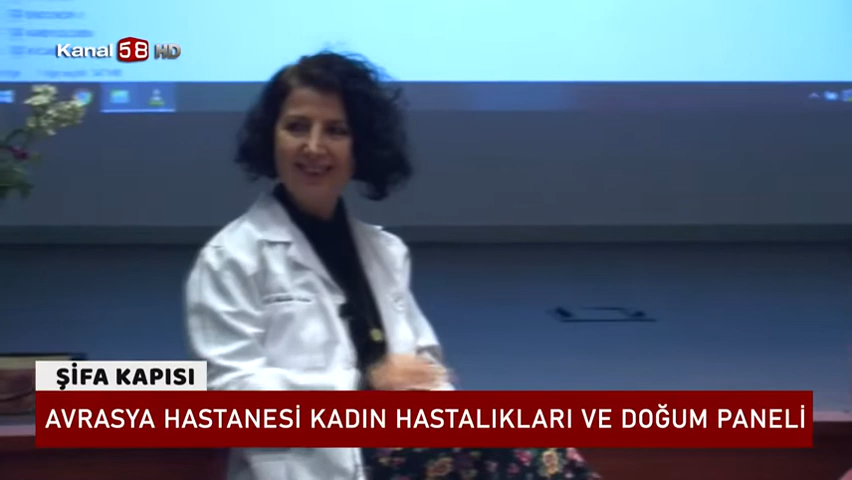 Kanal 58 HD
ŞİFA KAPISI
AVRASYA HASTANESİ KADIN HASTALIKLARI VE DOĞUM PANELİ